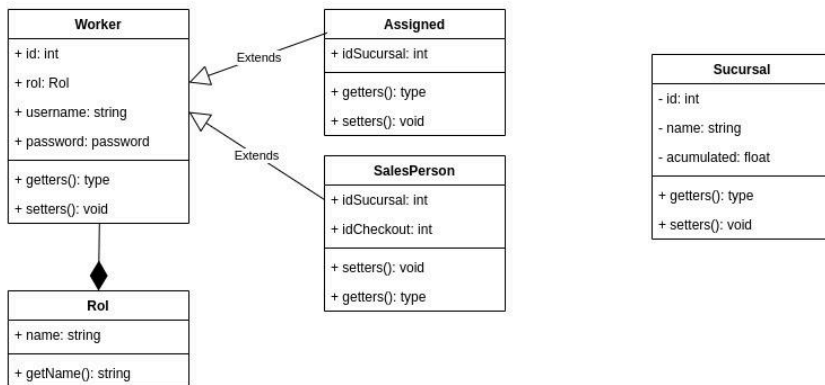 Worker
+ id: int
+ rol: Rol
+ username: string
+ password: password
+ getters(): type
+ setters(): void
Extends
Extends
Assigned
+ idSucursal: int
+ getters(): type
+ setters(): void
SalesPerson
+ idSucursal: int
+ idCheckout: int
+ setters(): void
+ getters(): type
Sucursal
- id: int
- name: string
- acumulated: float
+ getters(): type
+ setters(): void
Rol
+ name: string
+ getName(): string